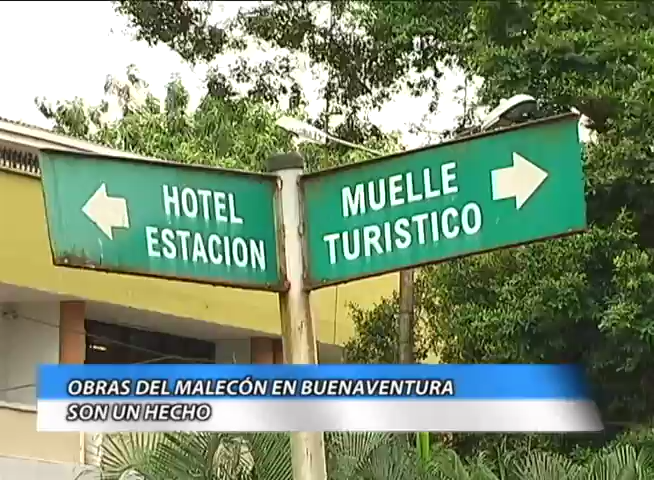 HOTEL
ESTACION
MUELLE
TURISTICO
OBRAS DEL MALECÓN EN BUENAVENTURA
SON UN HECHO